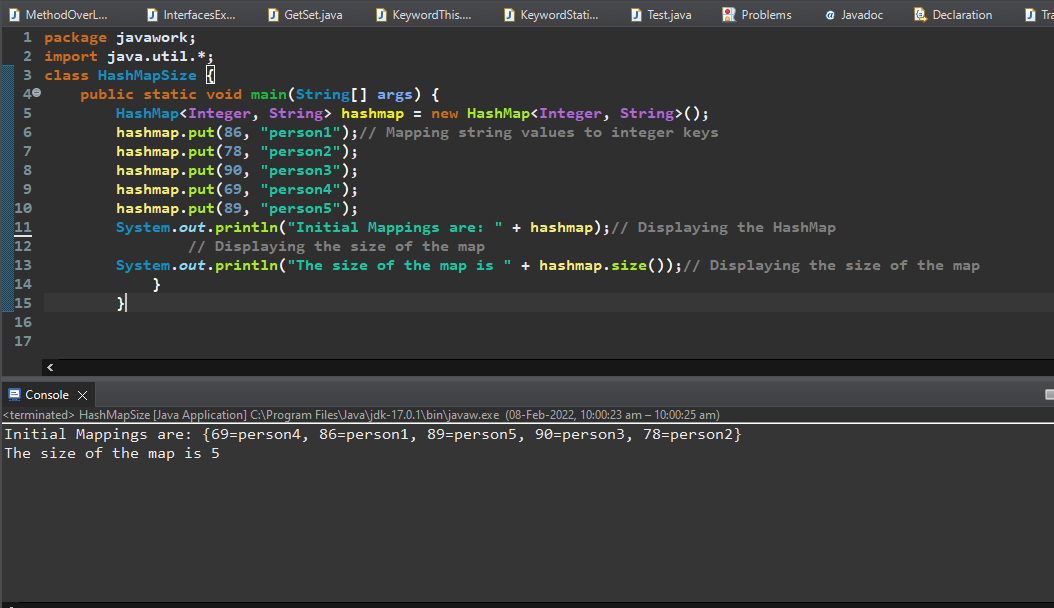 MethodOverL... InterfacesEx... GetSet.java KeywordThis.... KeywordStati... Test.java Problems Javadoc Declaration
1 package javawork;
2 import java.util.*;
3 class HashMapSize {
4 public static void main(String[] args) {
5 HashMap<Integer, String> hashmap = new HashMap<Integer, String>();
6 hashmap.put(86, "person1");// Mapping string values to integer keys
7 hashmap.put(78, "person2");
8 hashmap.put(90, "person3");
9 hashmap.put(69, "person4");
10 hashmap.put(89, "person5");
11 System.out.println("Initial Mappings are: " + hashmap);// Displaying the HashMap
12 // Displaying the size of the map
13 System.out.println("The size of the map is " + hashmap.size());// Displaying the size of the map
14 }
15 }
16
17
Console
<terminated> HashMapSize [Java Application] C:\Program Files\Java\jdk-17.0.1\bin\javaw.exe (08-Feb-2022, 10:00:23 am – 10:00:25 am)
Initial Mappings are: {69=person4, 86=person1, 89=person5, 90=person3, 78=person2}
The size of the map is 5